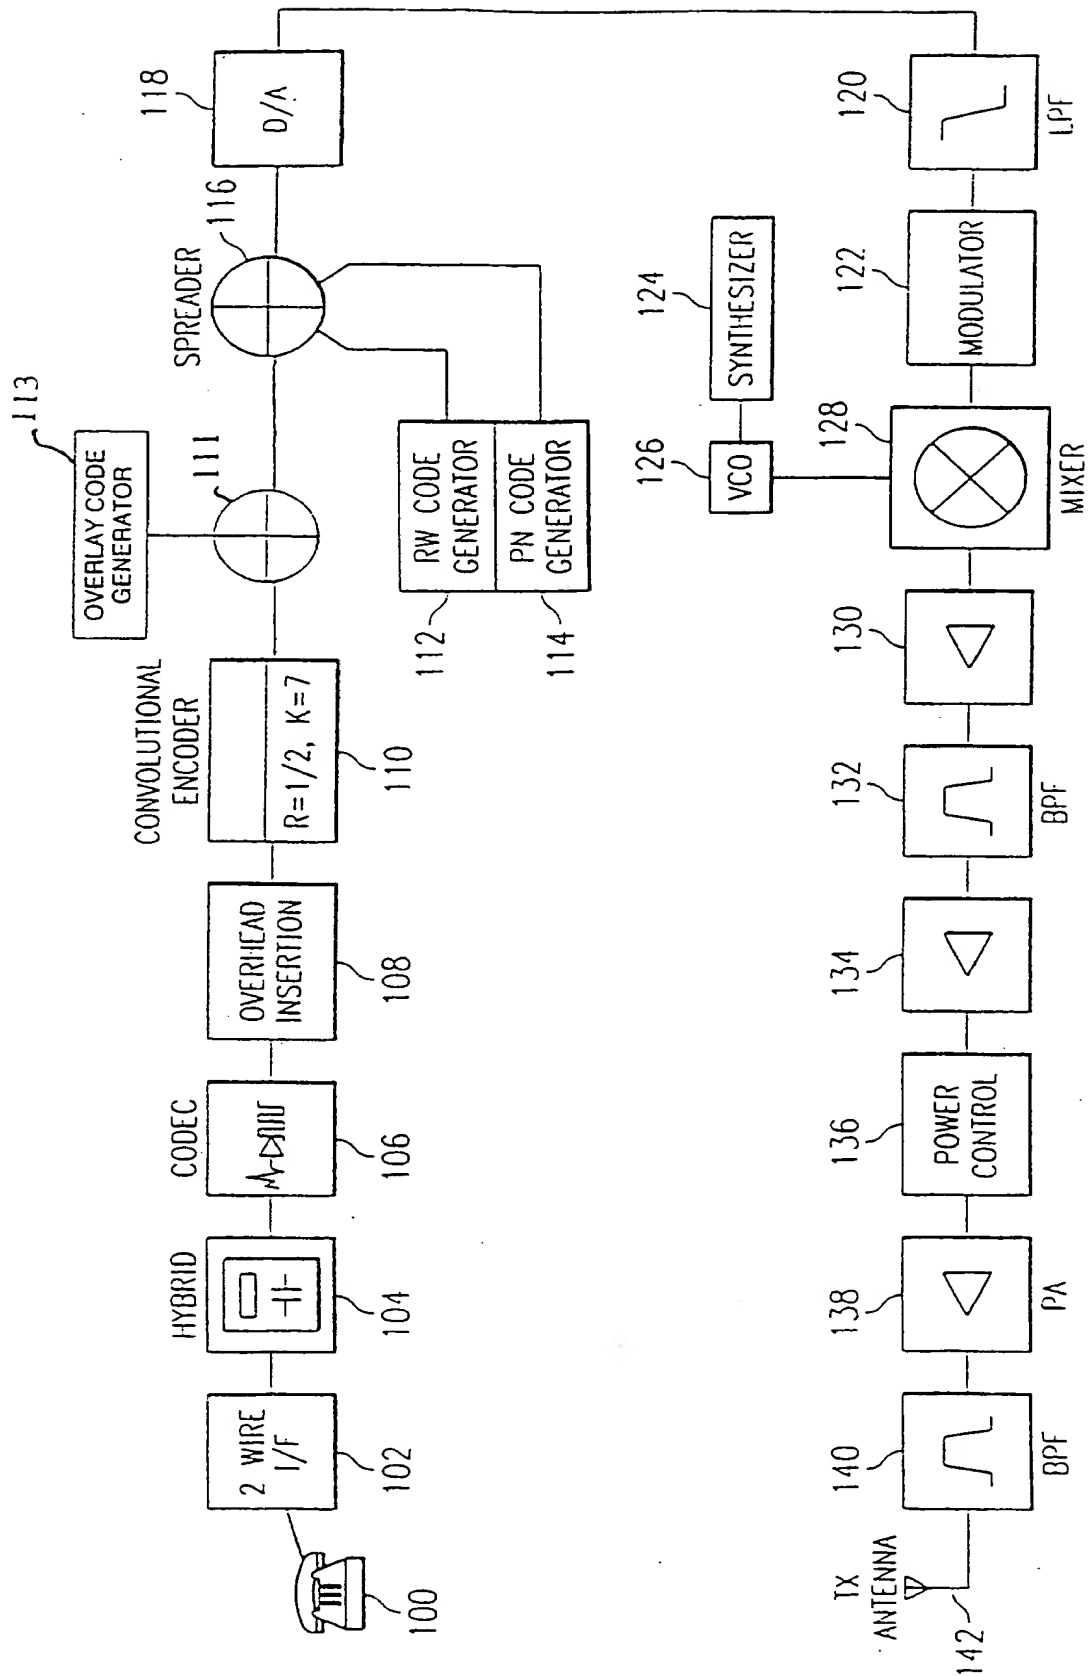 100
2 WIRE
I/F
102
HYBRID
104
CODEC
106
OVERHEAD
INSERTION
108
CONVOLUTIONAL
ENCODER
R=1/2, K=7
110
OVERLAY CODE
GENERATOR
113
111
SPREADER
116
RW CODE
GENERATOR
112
PN CODE
GENERATOR
114
D/A
118
120
LPF
122
MODULATOR
124
SYNTHESIZER
126
VCO
128
MIXER
130
132
BPF
134
136
POWER
CONTROL
138
PA
140
BPF
TX
ANTENNA
142